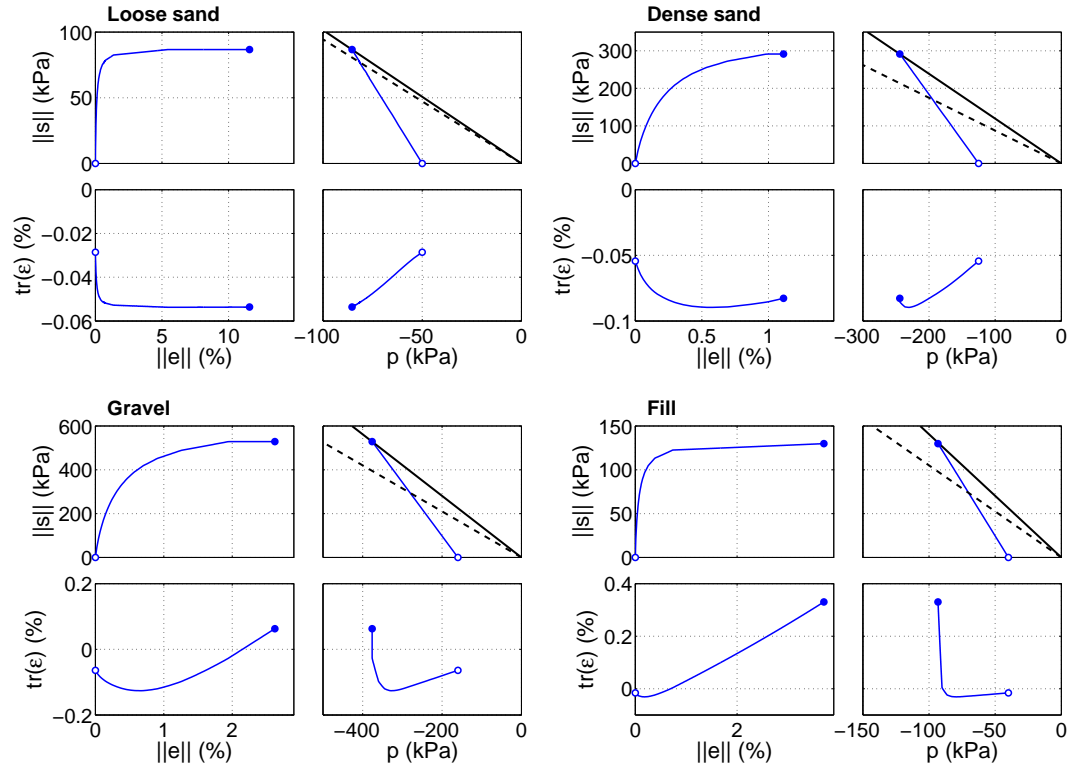 Loose sand
||s|| (kPa)
100
50
0
tr(ε) (%)
0
−0.02
−0.04
−0.06
0 5 10
||e|| (%)
−100 −50 0
p (kPa)
Dense sand
||s|| (kPa)
300
200
100
0
tr(ε) (%)
0
−0.05
−0.1
0 0.5 1
||e|| (%)
−300 −200 −100 0
p (kPa)
Gravel
||s|| (kPa)
600
400
200
0
tr(ε) (%)
0.2
0
−0.2
0 1 2
||e|| (%)
−400 −200 0
p (kPa)
Fill
||s|| (kPa)
150
100
50
0
tr(ε) (%)
0.4
0.2
0
0 2
||e|| (%)
−150 −100 −50 0
p (kPa)